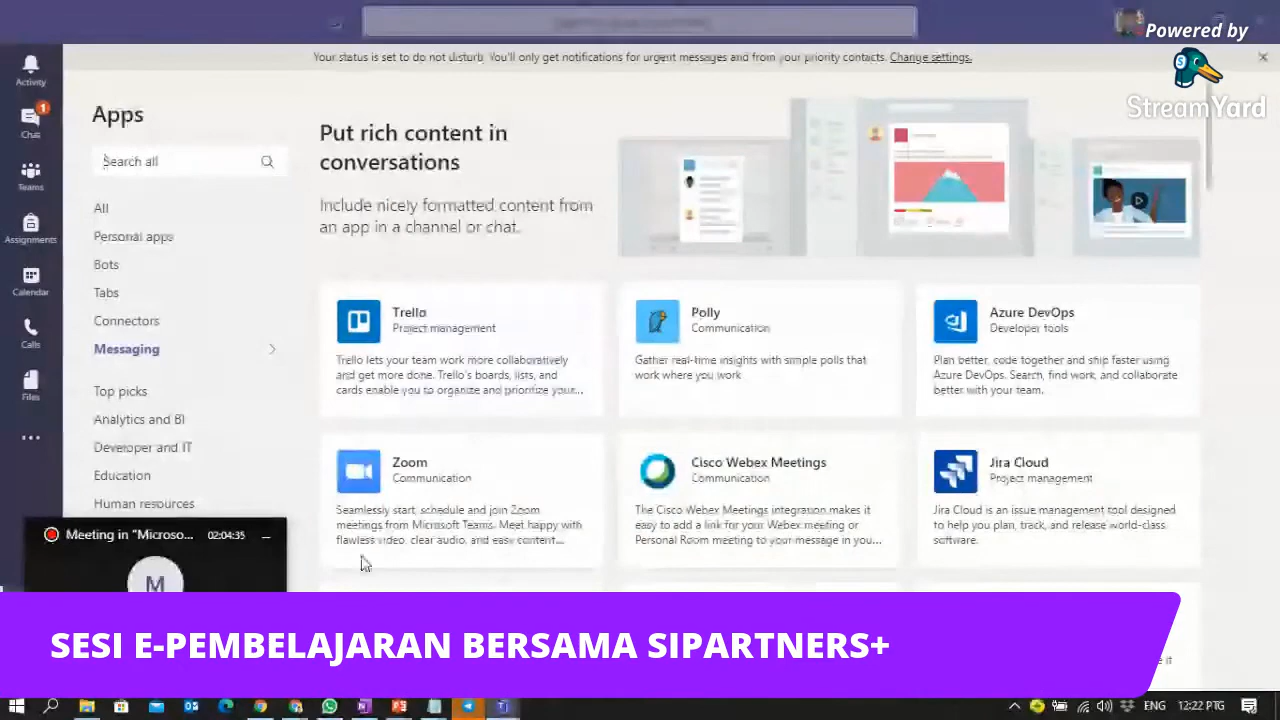 Powered by
StreamYard
Your status is set to do not disturb. You'll only get notifications for urgent messages and from your priority contacts. Change settings.
Activity
1
Chat
Teams
Assignments
Calendar
Calls
Files
Apps
Search all
All
Personal apps
Bots
Tabs
Connectors
Messaging
Top picks
Analytics and BI
Developer and IT
Education
Human resources
Put rich content in
conversations
Include nicely formatted content from
an app in a channel or chat.
Trello
Project management
Trello lets your team work more collaboratively
and get more done. Trello's boards, lists, and
cards enable you to organize and prioritize your...
Polly
Communication
Gather real-time insights with simple polls that
work where you work
Azure DevOps
Developer tools
Plan better, code together and ship faster using
Azure DevOps. Search, find work, and collaborate
better with your team.
Zoom
Communication
Seamlessly start, schedule and join Zoom
meetings from Microsoft Teams. Meet happy with
flawless video, clear audio, and easy content...
Cisco Webex Meetings
Communication
The Cisco Webex Meetings integration makes it
easy to add a link for your Webex meeting or
Personal Room meeting to your message in you...
Jira Cloud
Project management
Jira Cloud is an issue management tool designed
to help you plan, track, and release world-class
software.
Meeting in "Microso...
02:04:35
M
it
SESI E-PEMBELAJARAN BERSAMA SIPARTNERS+
ENG
12:22 PTG